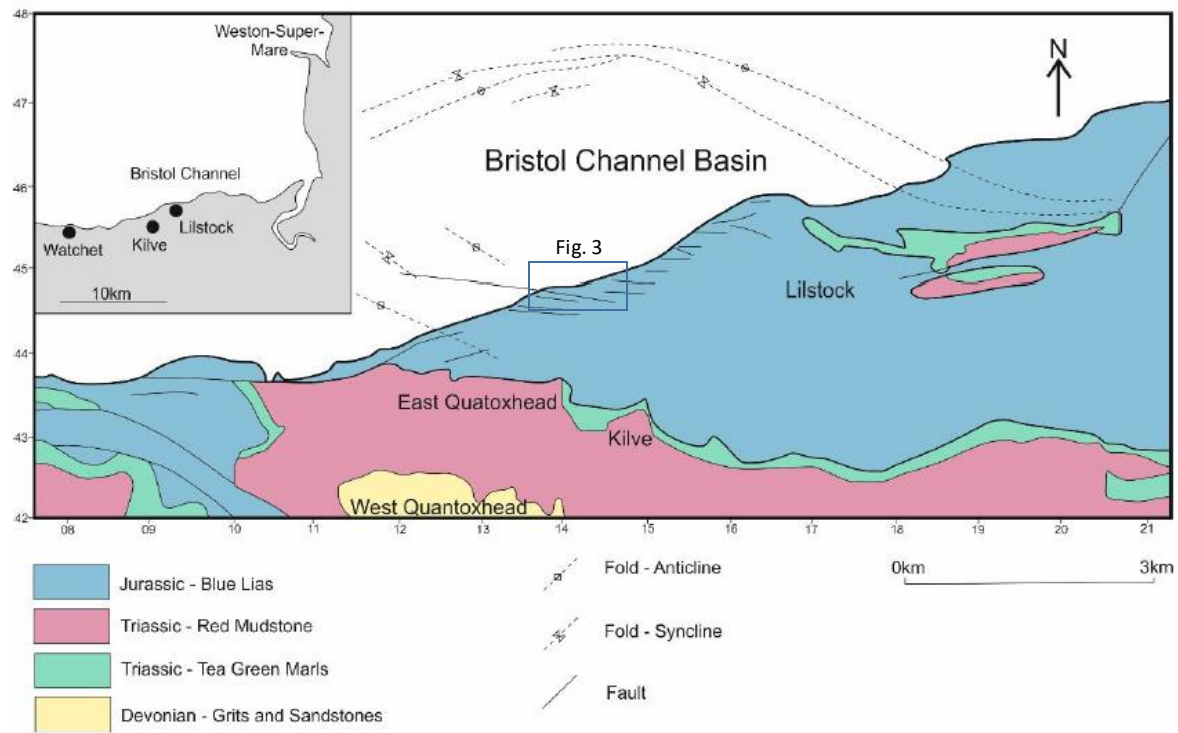 48
47
46
45
44
43
42
Weston-Super-
Mare
Bristol Channel
Watchet
Kilve
Lilstock
10km
N
Bristol Channel Basin
Fig. 3
Lilstock
East Quatoxhead
Kilve
West Quantoxhead
08 09 10 11 12 13 14 15 16 17 18 19 20 21
Jurassic - Blue Lias
Triassic - Red Mudstone
Triassic - Tea Green Marls
Devonian - Grits and Sandstones
Fold - Anticline
Fold - Syncline
Fault
0km 3km